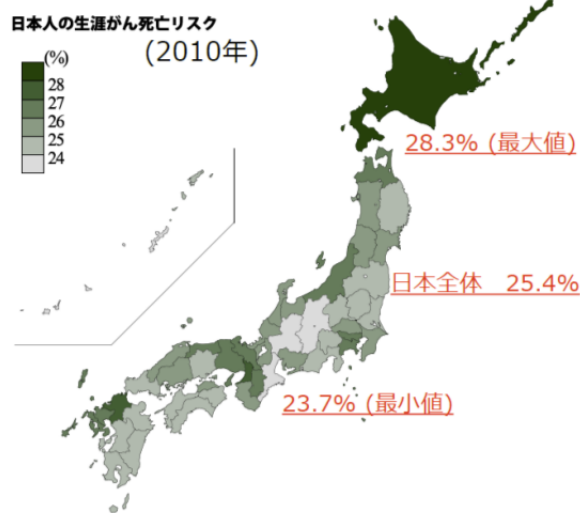 日本人の生涯がん死亡リスク
(2010年)
(%)
28
27
26
25
24
28.3% (最大値)
日本全体 25.4%
23.7% (最小値)